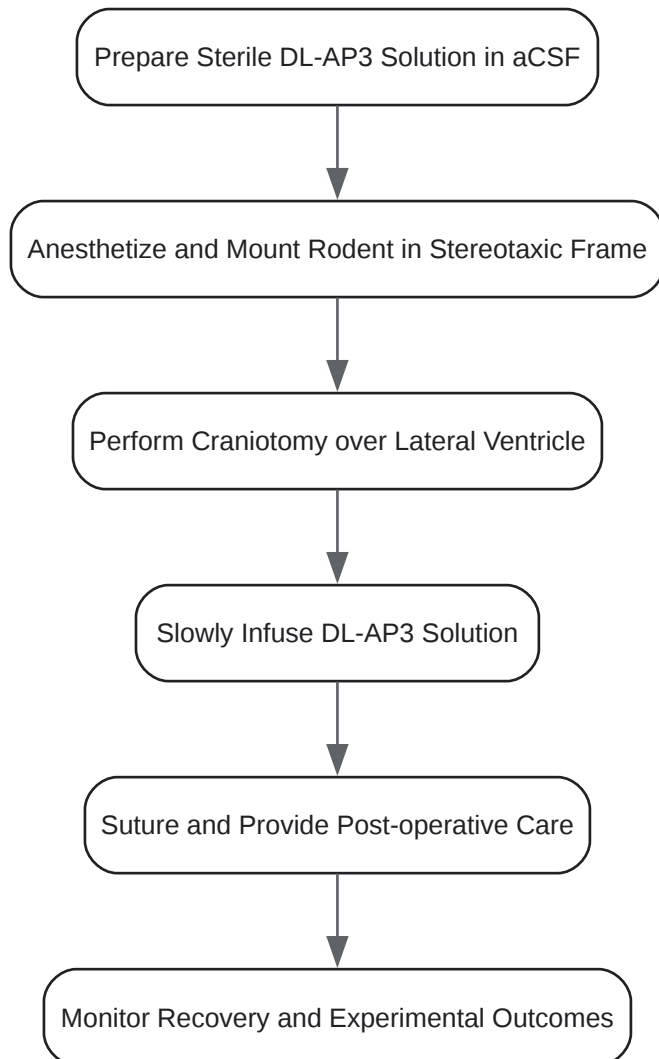 Prepare Sterile DL-AP3 Solution in aCSF
Anesthetize and Mount Rodent in Stereotaxic Frame
Perform Craniotomy over Lateral Ventricle
Slowly Infuse DL-AP3 Solution
Suture and Provide Post-operative Care
Monitor Recovery and Experimental Outcomes